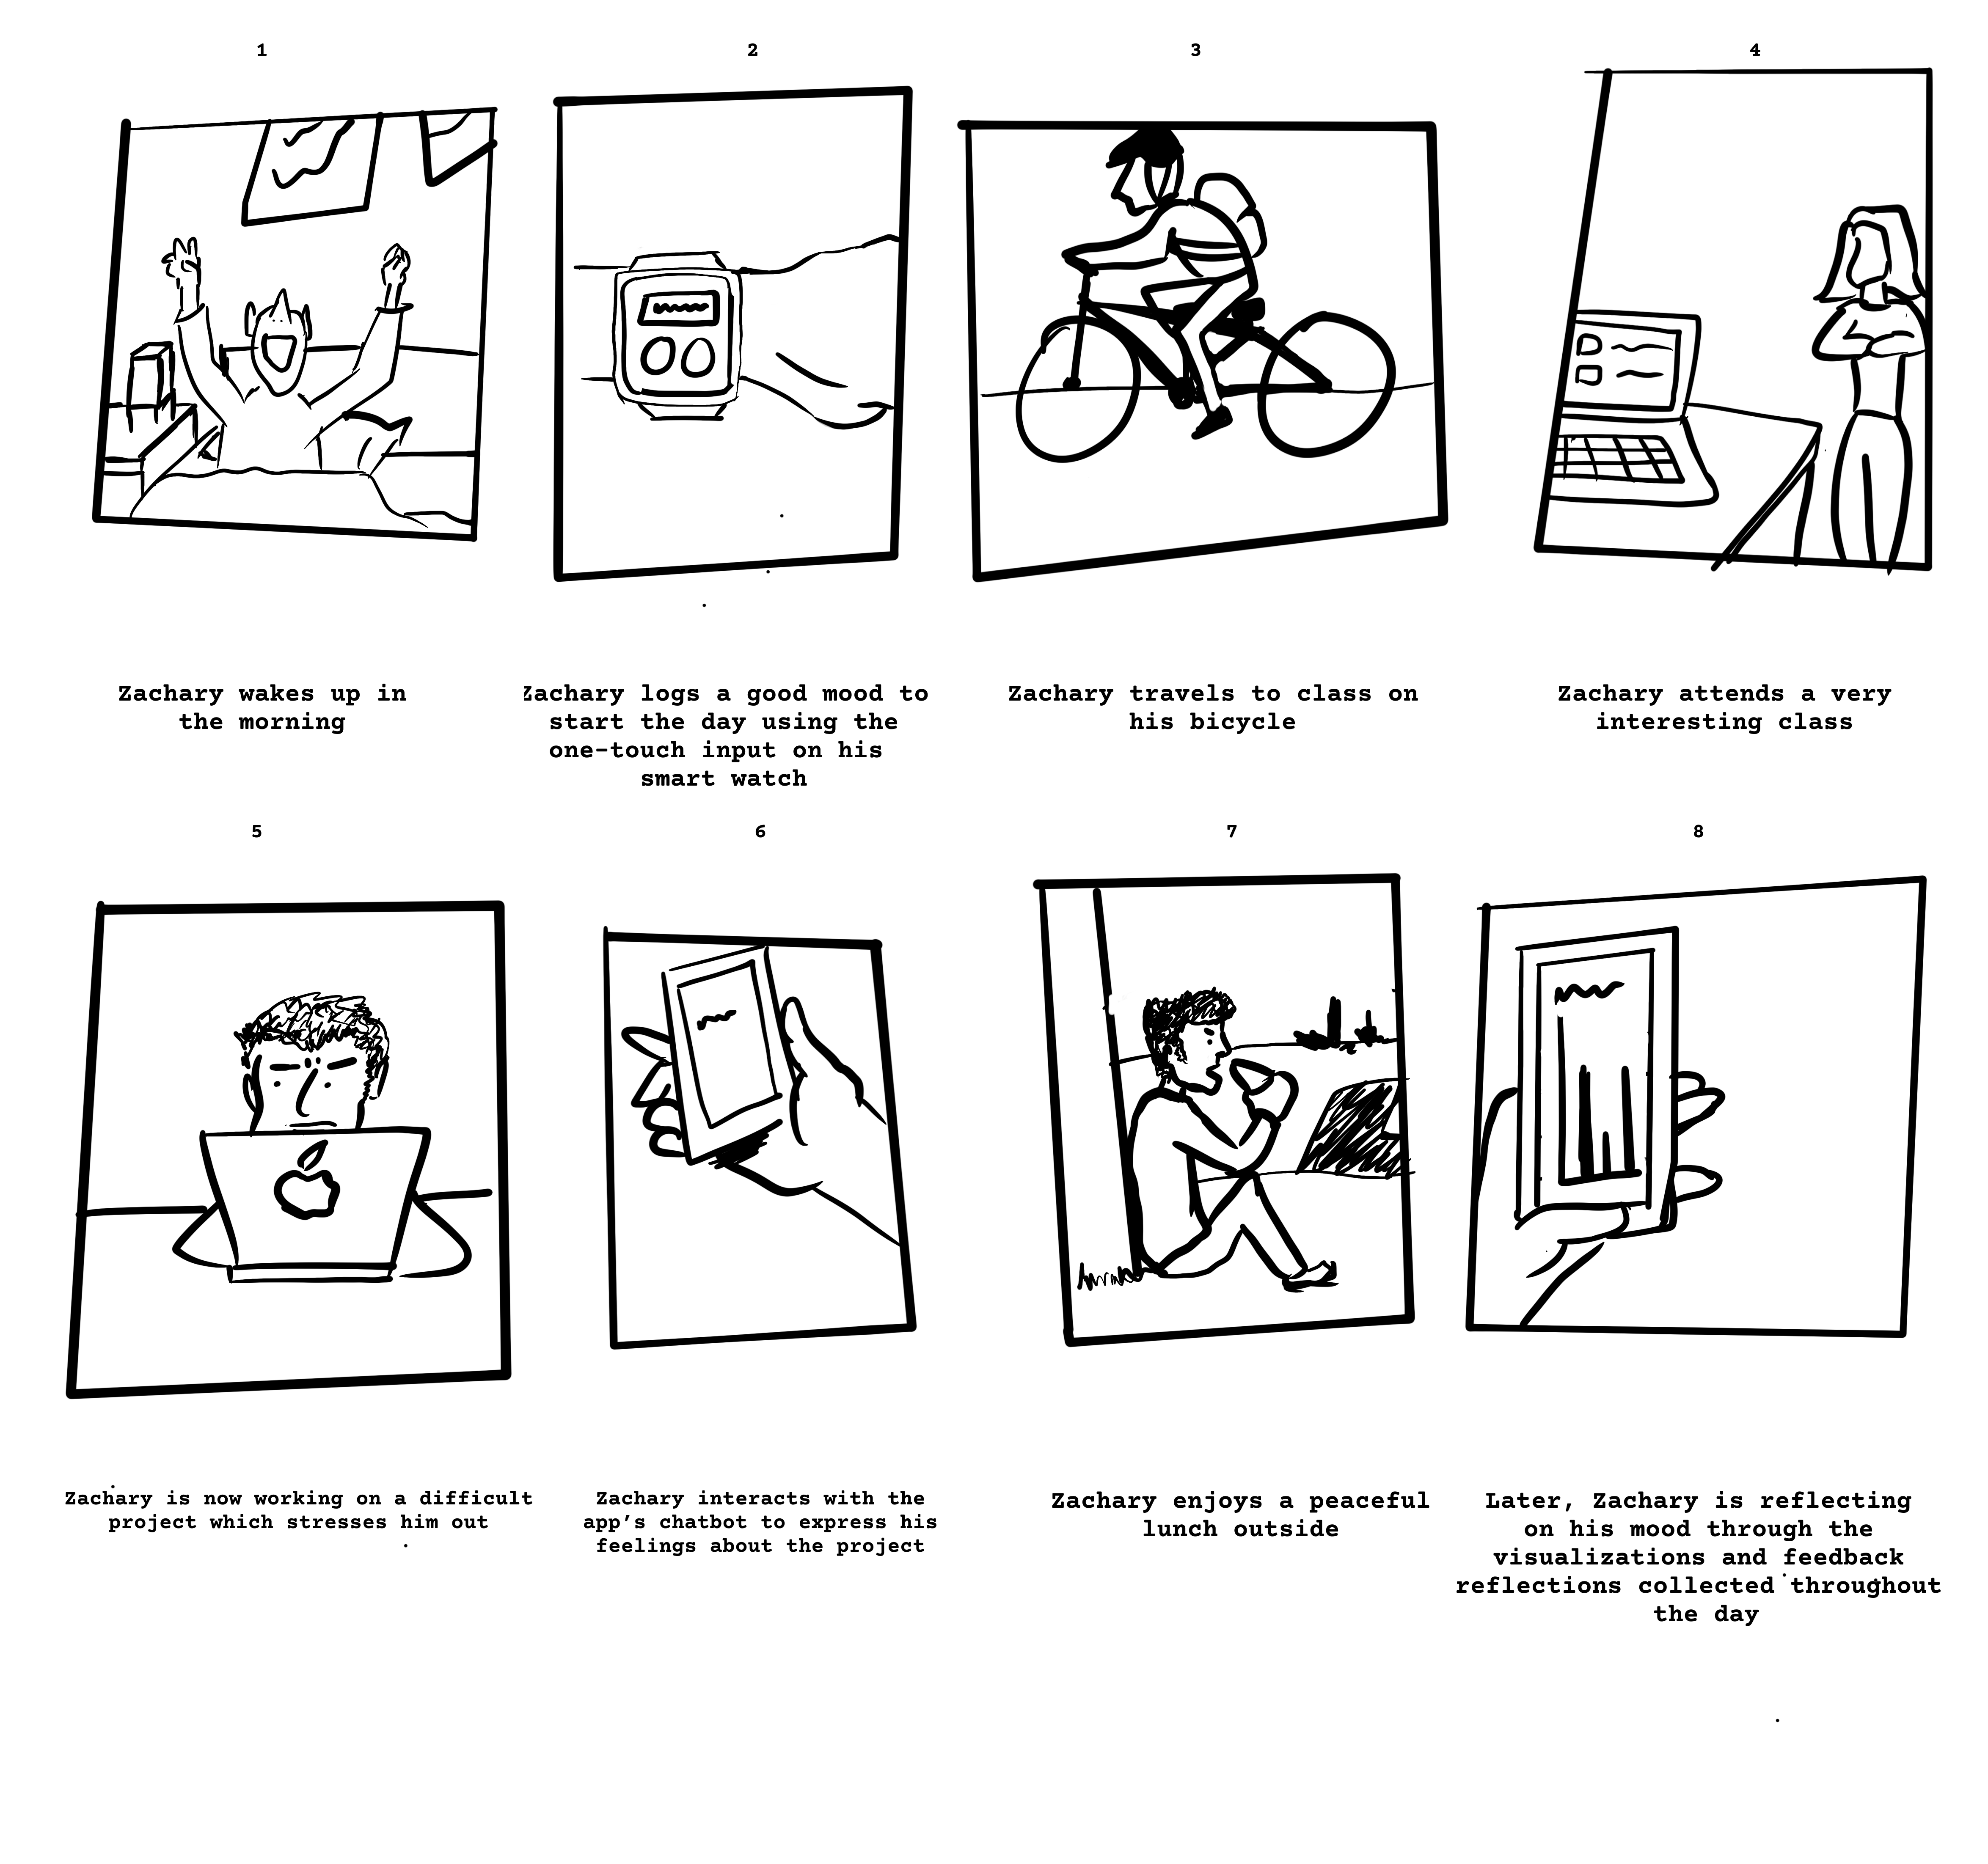 1
2
3
4
Zachary wakes up in
the morning
Zachary logs a good mood to
start the day using the
one-touch input on his
smart watch
Zachary travels to class on
his bicycle
Zachary attends a very
interesting class
5
6
7
8
Zachary is now working on a difficult
project which stresses him out
Zachary interacts with the
app’s chatbot to express his
feelings about the project
Zachary enjoys a peaceful
lunch outside
Later, Zachary is reflecting
on his mood through the
visualizations and feedback
reflections collected throughout
the day